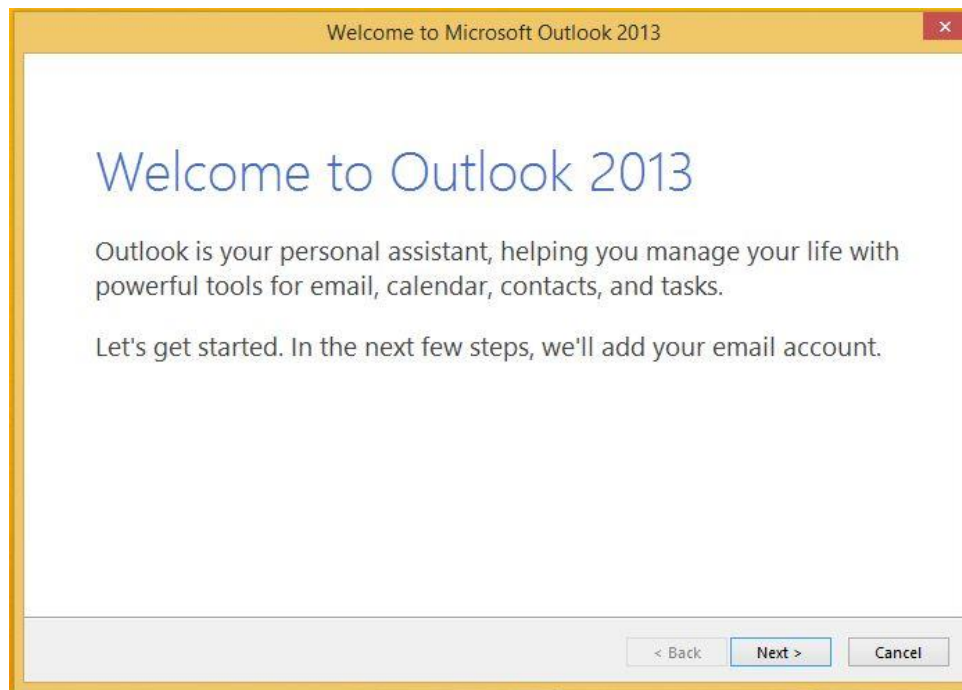 Welcome to Microsoft Outlook 2013
Welcome to Outlook 2013
Outlook is your personal assistant, helping you manage your life with
powerful tools for email, calendar, contacts, and tasks.
Let's get started. In the next few steps, we'll add your email account.
< Back Next > Cancel